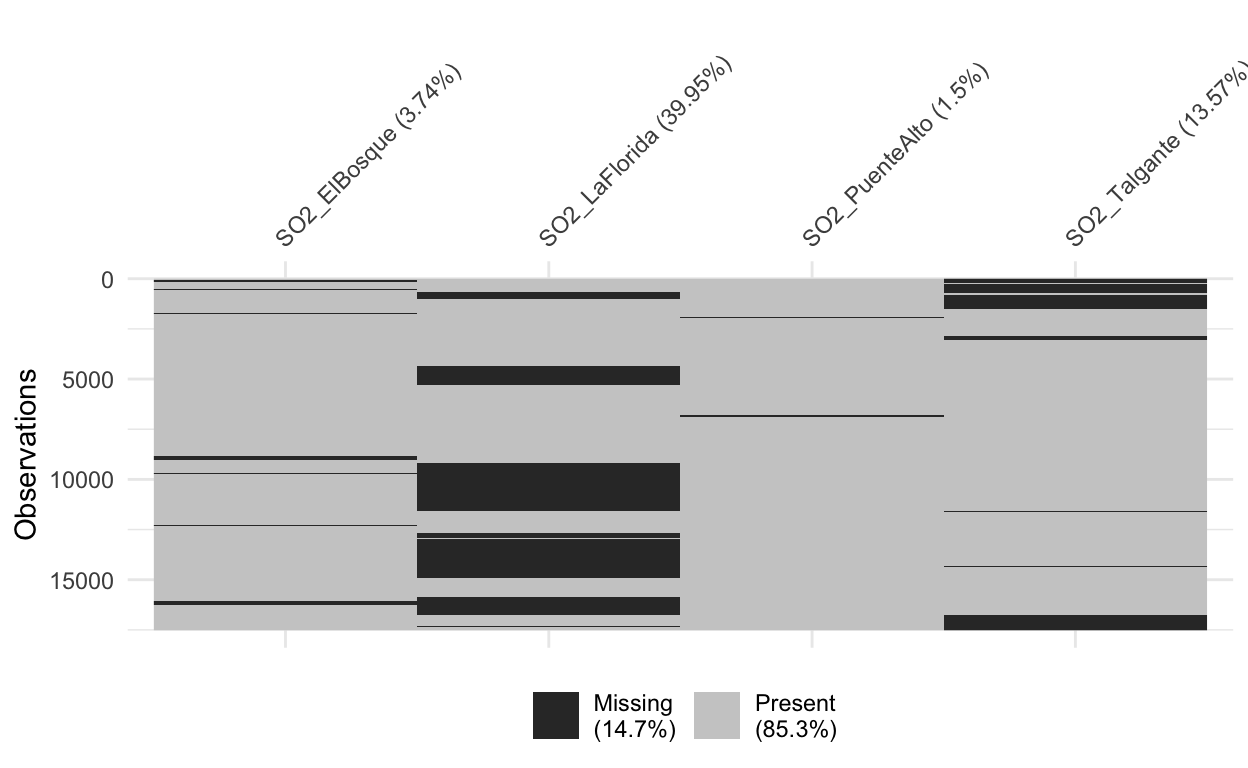 SO2_ElBosque (3.74%)
SO2_LaFlorida (39.95%)
SO2_PuenteAlto (1.5%)
SO2_Talgante (13.57%)
Observations
0
5000
10000
15000
Missing
(14.7%)
Present
(85.3%)